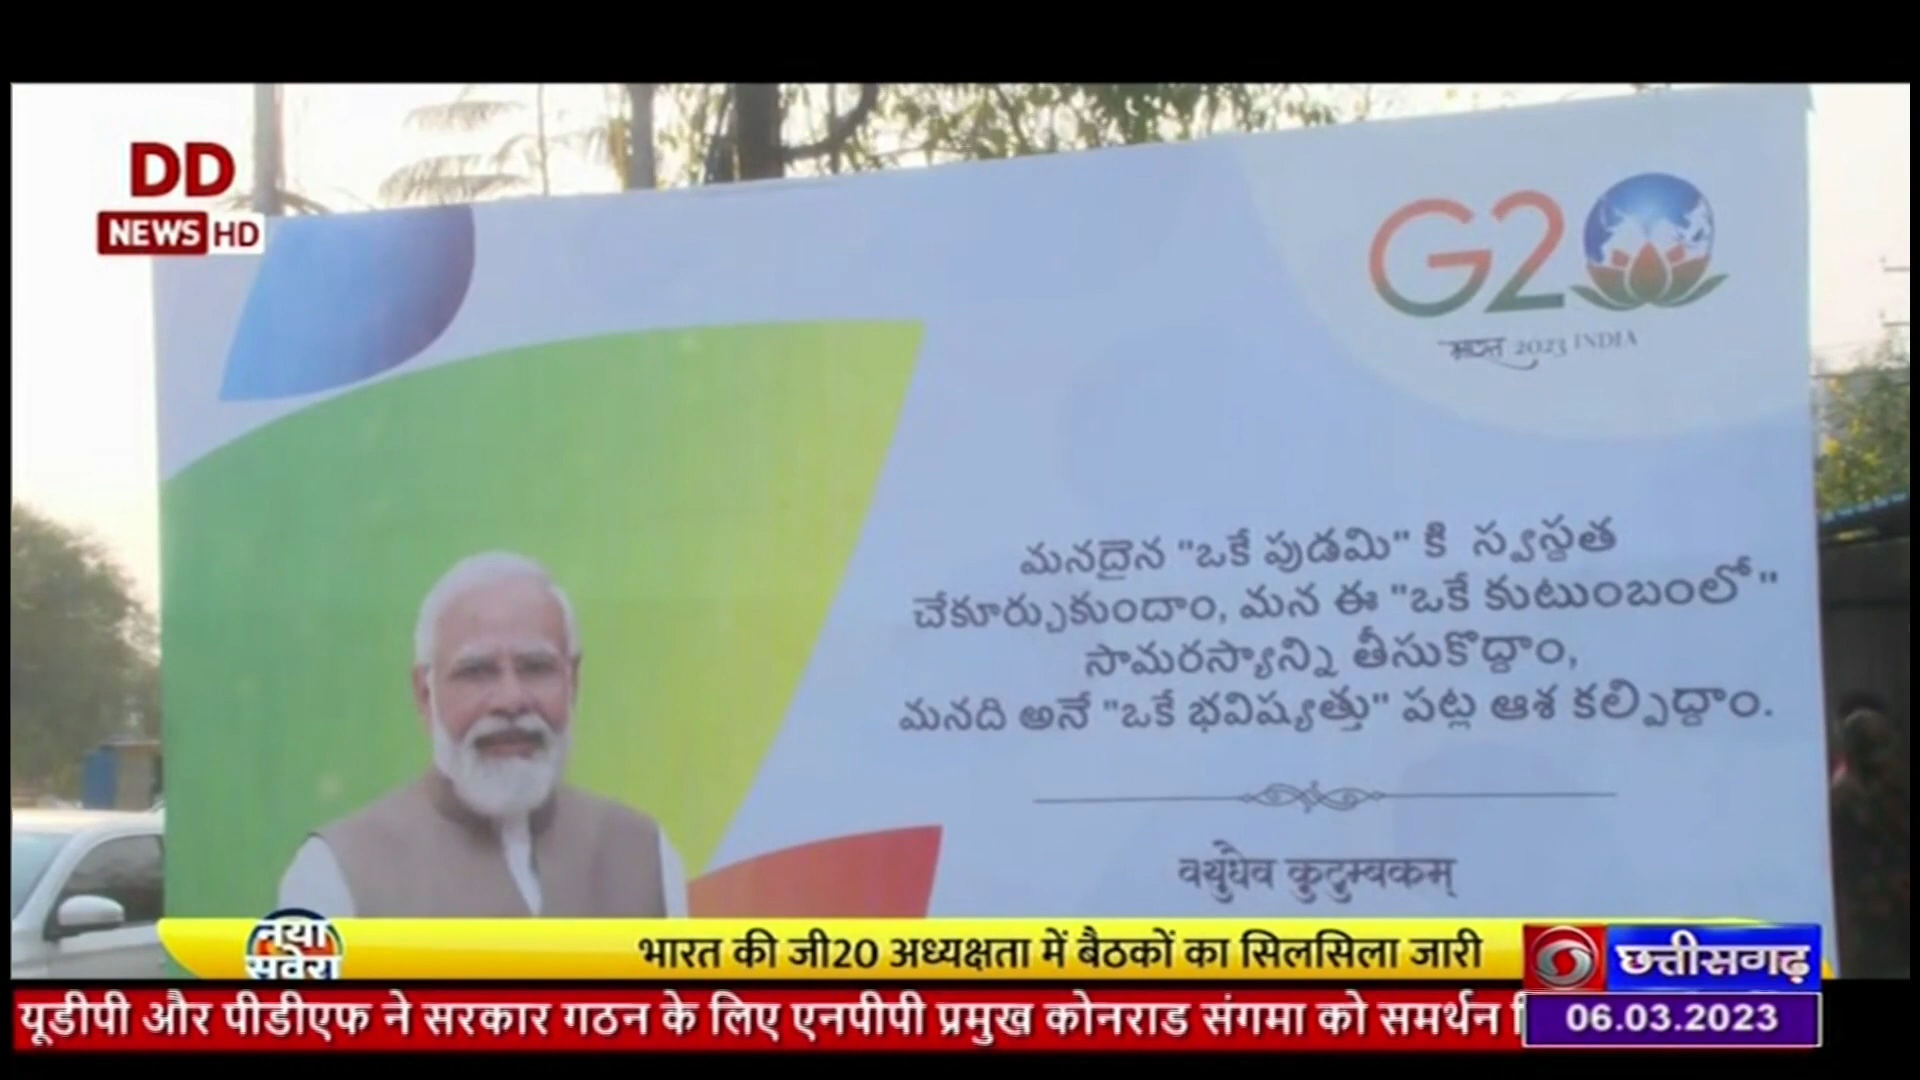 DD
NEWS HD
G20
भारत 2023 INDIA
మనదైన "ఒకే పుడమి" కి స్వస్థత
చేకూర్చుకుందాం, మన ఈ "ఒకే కుటుంబంలో"
సామరస్యాన్ని తీసుకొద్దాం,
మనది అనే "ఒకే భవిష్యత్తు" పట్ల ఆశ కల్పిద్దాం.
वसुधैव कुटुम्बकम्
नया
सवेरा
भारत की जी20 अध्यक्षता में बैठकों का सिलसिला जारी
छत्तीसगढ़
यूडीपी और पीडीएफ ने सरकार गठन के लिए एनपीपी प्रमुख कोनराड संगमा को समर्थन
06.03.2023